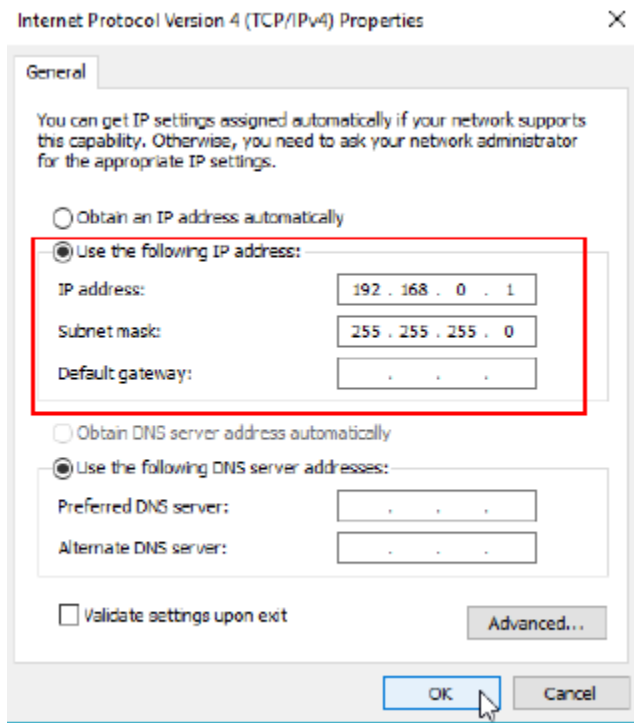 Internet Protocol Version 4 (TCP/IPv4) Properties
General
You can get IP settings assigned automatically if your network supports
this capability. Otherwise, you need to ask your network administrator
for the appropriate IP settings.
Obtain an IP address automatically
Use the following IP address:
IP address: 192 . 168 . 0 . 1
Subnet mask: 255 . 255 . 255 . 0
Default gateway: . . .
Obtain DNS server address automatically
Use the following DNS server addresses:
Preferred DNS server: . . .
Alternate DNS server: . . .
Validate settings upon exit
Advanced...
OK Cancel